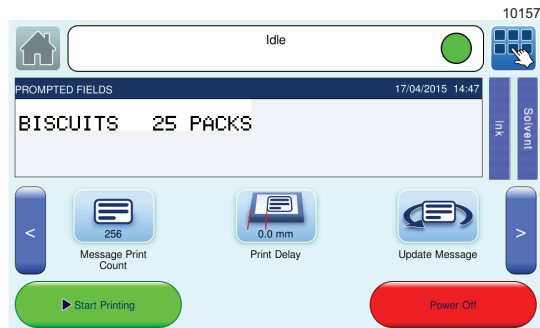 10157
Idle
PROMPTED FIELDS 17/04/2015 14:47
BISCUITS 25 PACKS
Ink
Solvent
<
256
Message Print
Count
0.0 mm
Print Delay
Update Message
>
Start Printing
Power Off